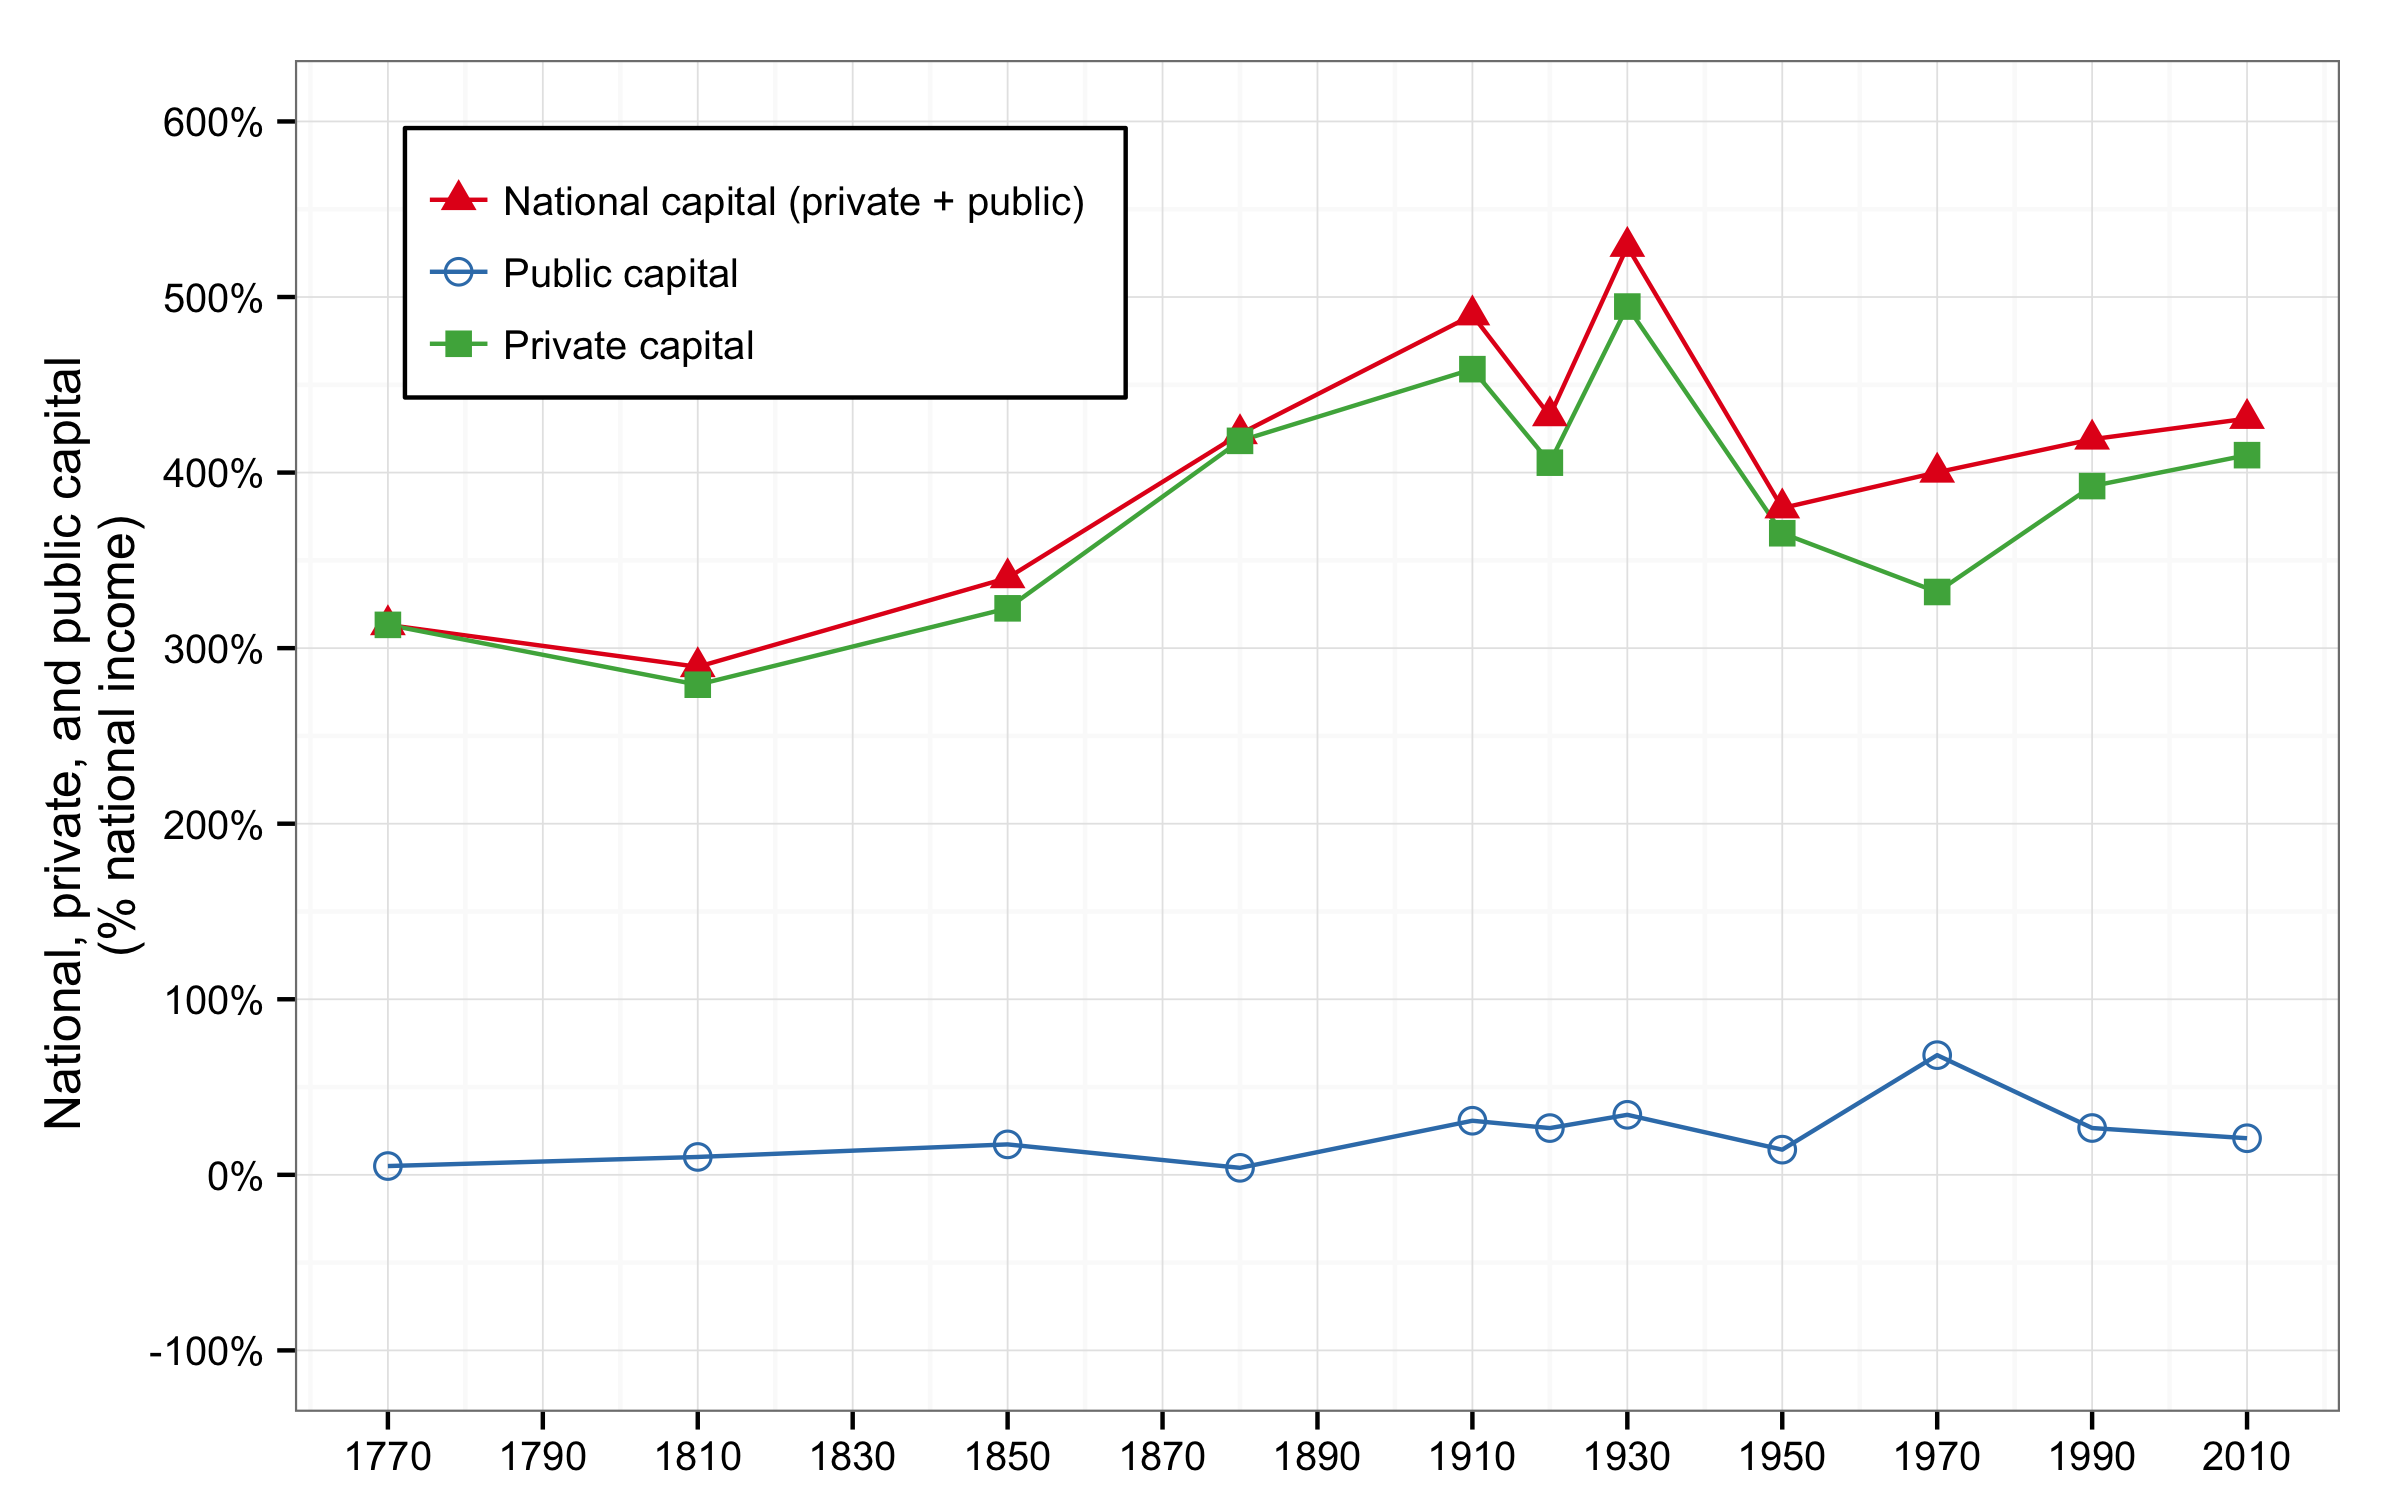 National, private, and public capital
(% national income)
600%
500%
400%
300%
200%
100%
0%
-100%
National capital (private + public)
Public capital
Private capital
1770 1790 1810 1830 1850 1870 1890 1910 1930 1950 1970 1990 2010